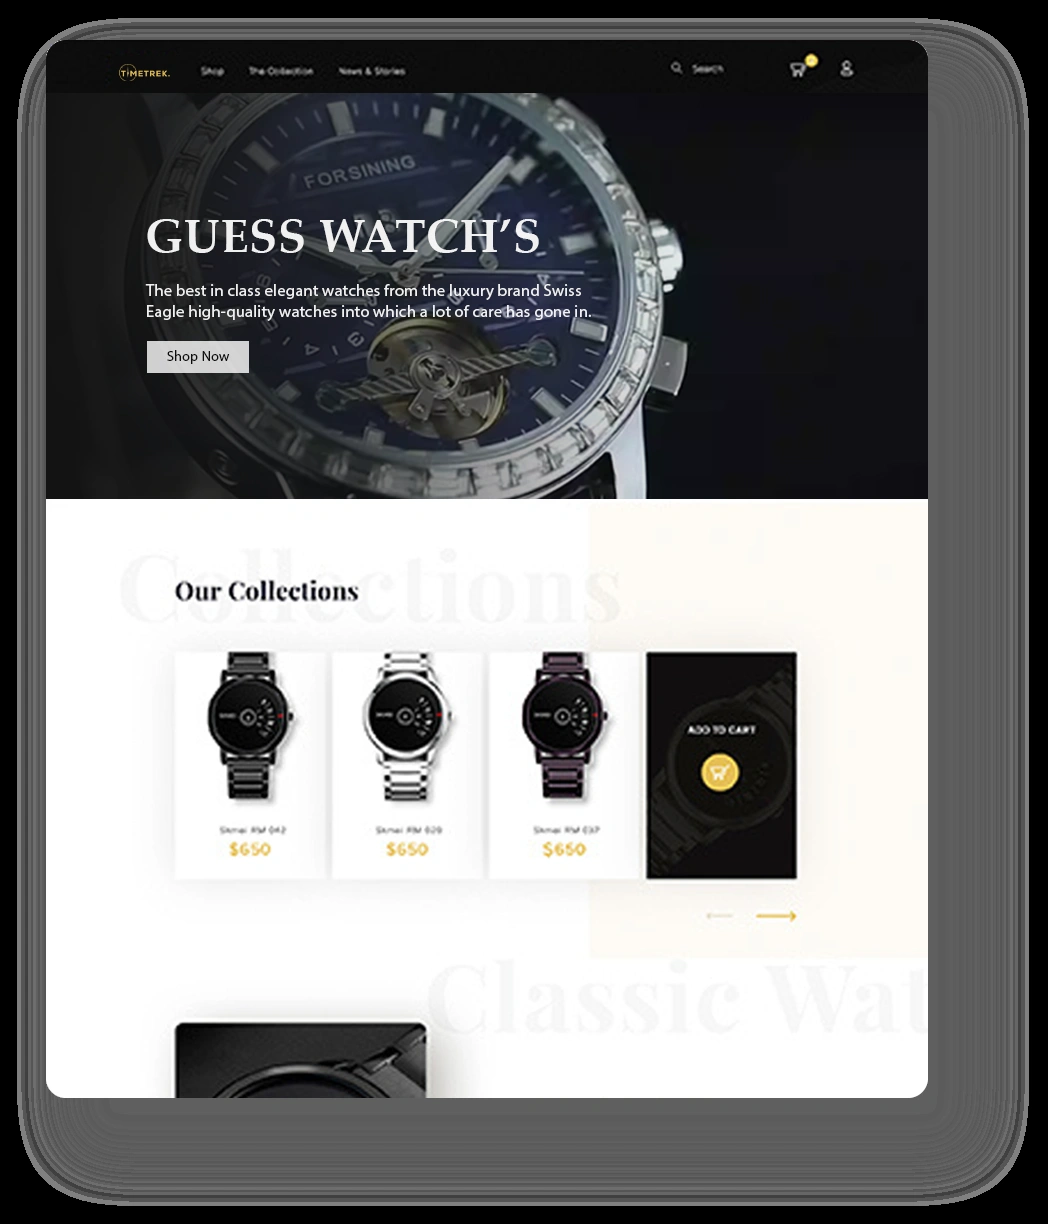 TIMETREK.
Shop The Collection News & Stories Search
FORSINING
GUESS WATCH’S
The best in class elegant watches from the luxury brand Swiss
Eagle high-quality watches into which a lot of care has gone in.
Shop Now
Collections
Our Collections
ADD TO CART
Skmei RM 042 Skmei RM 029 Skmei RM 037
$650 $650 $650
Classic Wat